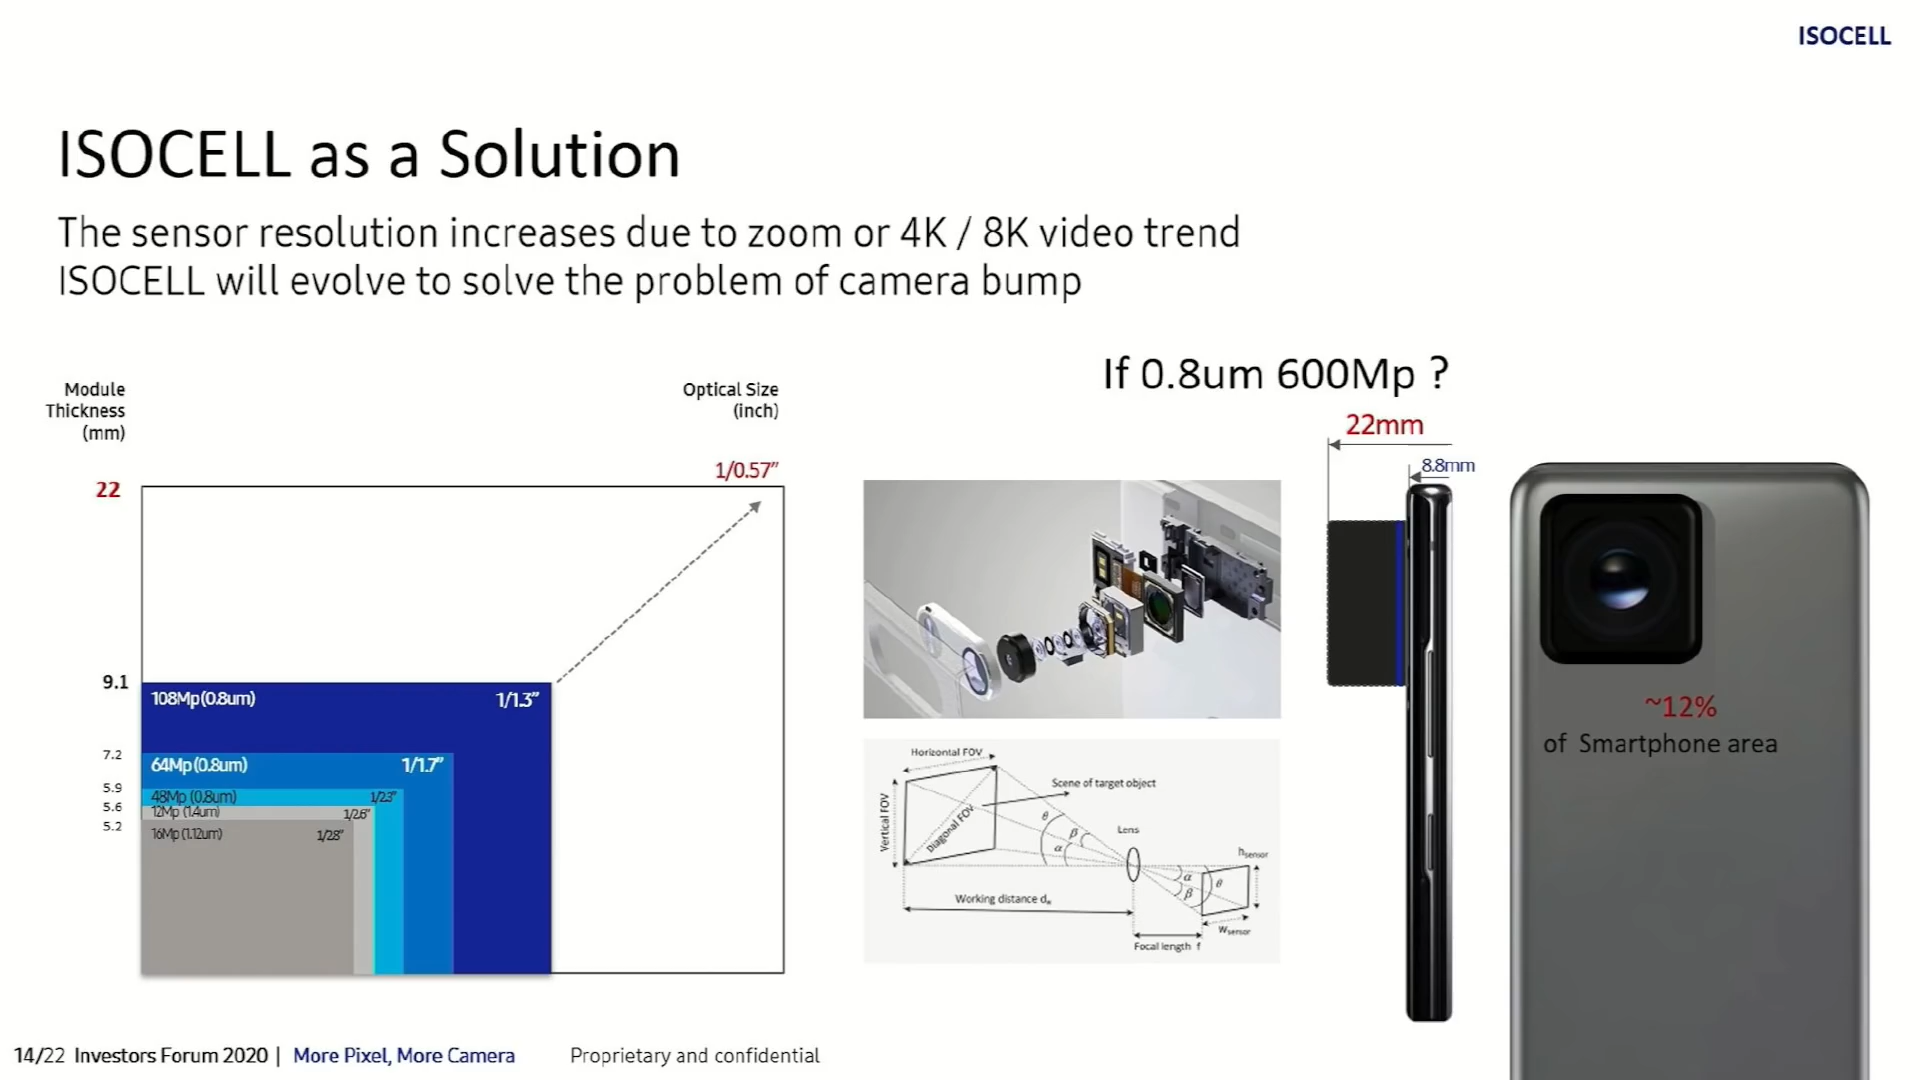 ISOCELL
ISOCELL as a Solution
The sensor resolution increases due to zoom or 4K / 8K video trend
ISOCELL will evolve to solve the problem of camera bump
If 0.8um 600Mp ?
Module
Thickness
(mm)
Optical Size
(inch)
22
1/0.57”
9.1
108Mp(0.8um)
1/1.3”
7.2
64Mp(0.8um)
1/1.7”
5.9
48Mp (0.8um)
1/2.3”
5.6
12Mp (1.4um)
1/2.6”
5.2
16Mp (1.12um)
1/2.8”
Horizontal FOV
Vertical FOV
Diagonal FOV
Scene of target object
Lens
θ
β
α
α
β
θ
hsensor
wsensor
Working distance dw
Focal length f
22mm
8.8mm
~12%
of Smartphone area
14/22 Investors Forum 2020 | More Pixel, More Camera
Proprietary and confidential